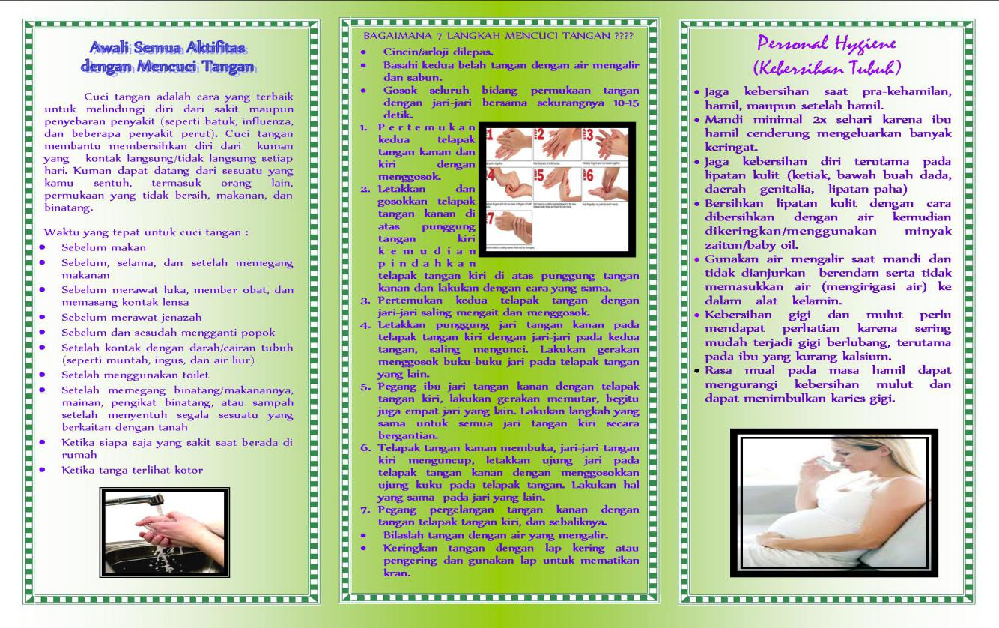 Awali Semua Aktifitas
dengan Mencuci Tangan
Cuci tangan adalah cara yang terbaik
untuk melindungi diri dari sakit maupun
penyebaran penyakit (seperti batuk, influenza,
dan beberapa penyakit perut). Cuci tangan
membantu membersihkan diri dari kuman
yang kontak langsung/tidak langsung setiap
hari. Kuman dapat datang dari sesuatu yang
kamu sentuh, termasuk orang lain,
permukaan yang tidak bersih, makanan, dan
binatang.
Waktu yang tepat untuk cuci tangan :
• Sebelum makan
• Sebelum, selama, dan setelah memegang
makanan
• Sebelum merawat luka, member obat, dan
memasang kontak lensa
• Sebelum merawat jenazah
• Sebelum dan sesudah mengganti popok
• Setelah kontak dengan darah/cairan tubuh
(seperti muntah, ingus, dan air liur)
• Setelah menggunakan toilet
• Setelah memegang binatang/makanannya,
mainan, pengikat binatang, atau sampah
setelah menyentuh segala sesuatu yang
berkaitan dengan tanah
• Ketika siapa saja yang sakit saat berada di
rumah
• Ketika tanga terlihat kotor
BAGAIMANA 7 LANGKAH MENCUCI TANGAN ????
• Cincin/arloji dilepas.
• Basahi kedua belah tangan dengan air mengalir
dan sabun.
• Gosok seluruh bidang permukaan tangan
dengan jari-jari bersama sekurangnya 10-15
detik.
1. Pertemukan
kedua telapak
tangan kanan dan
kiri dengan
menggosok.
2. Letakkan dan
gosokkan telapak
tangan kanan di
atas punggung
tangan kiri
kemudian
pindahkan
telapak tangan kiri di atas punggung tangan
kanan dan lakukan dengan cara yang sama.
3. Pertemukan kedua telapak tangan dengan
jari-jari saling mengait dan menggosok.
4. Letakkan punggung jari tangan kanan pada
telapak tangan kiri dengan jari-jari pada kedua
tangan, saling mengunci. Lakukan gerakan
menggosok buku-buku jari pada telapak tangan
yang lain.
5. Pegang ibu jari tangan kanan dengan telapak
tangan kiri, lakukan gerakan memutar, begitu
juga empat jari yang lain. Lakukan langkah yang
sama untuk semua jari tangan kiri secara
bergantian.
6. Telapak tangan kanan membuka, jari-jari tangan
kiri menguncup, letakkan ujung jari pada
telapak tangan kanan dengan menggosokkan
ujung kuku pada telapak tangan. Lakukan hal
yang sama pada jari yang lain.
7. Pegang pergelangan tangan kanan dengan
tangan telapak tangan kiri, dan sebaliknya.
• Bilaslah tangan dengan air yang mengalir.
• Keringkan tangan dengan lap kering atau
pengering dan gunakan lap untuk mematikan
kran.
1 2 3
4 5 6
7
Personal Hygiene
(Kebersihan Tubuh)
• Jaga kebersihan saat pra-kehamilan,
hamil, maupun setelah hamil.
• Mandi minimal 2x sehari karena ibu
hamil cenderung mengeluarkan banyak
keringat.
• Jaga kebersihan diri terutama pada
lipatan kulit (ketiak, bawah buah dada,
daerah genitalia, lipatan paha)
• Bersihkan lipatan kulit dengan cara
dibersihkan dengan air kemudian
dikeringkan/menggunakan minyak
zaitun/baby oil.
• Gunakan air mengalir saat mandi dan
tidak dianjurkan berendam serta tidak
memasukkan air (mengirigasi air) ke
dalam alat kelamin.
• Kebersihan gigi dan mulut perlu
mendapat perhatian karena sering
mudah terjadi gigi berlubang, terutama
pada ibu yang kurang kalsium.
• Rasa mual pada masa hamil dapat
mengurangi kebersihan mulut dan
dapat menimbulkan karies gigi.